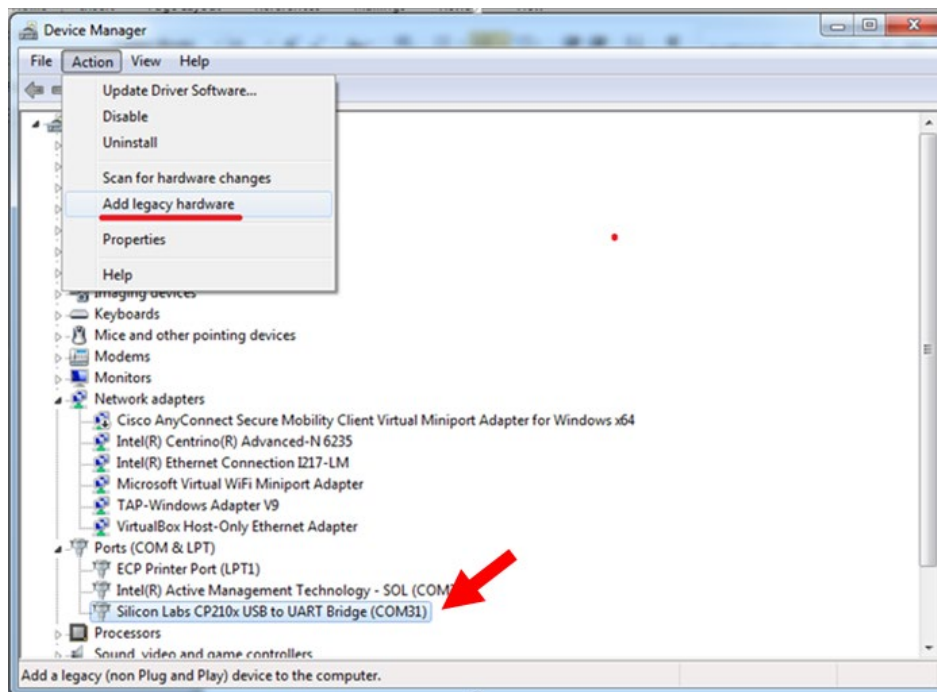 Device Manager
File Action View Help
Update Driver Software...
Disable
Uninstall
Scan for hardware changes
Add legacy hardware
Properties
Help
Imaging devices
Keyboards
Mice and other pointing devices
Modems
Monitors
Network adapters
Cisco AnyConnect Secure Mobility Client Virtual Miniport Adapter for Windows x64
Intel(R) Centrino(R) Advanced-N 6235
Intel(R) Ethernet Connection I217-LM
Microsoft Virtual WiFi Miniport Adapter
TAP-Windows Adapter V9
VirtualBox Host-Only Ethernet Adapter
Ports (COM & LPT)
ECP Printer Port (LPT1)
Intel(R) Active Management Technology - SOL (COM
Silicon Labs CP210x USB to UART Bridge (COM31)
Processors
Sound, video and game controllers
Add a legacy (non Plug and Play) device to the computer.